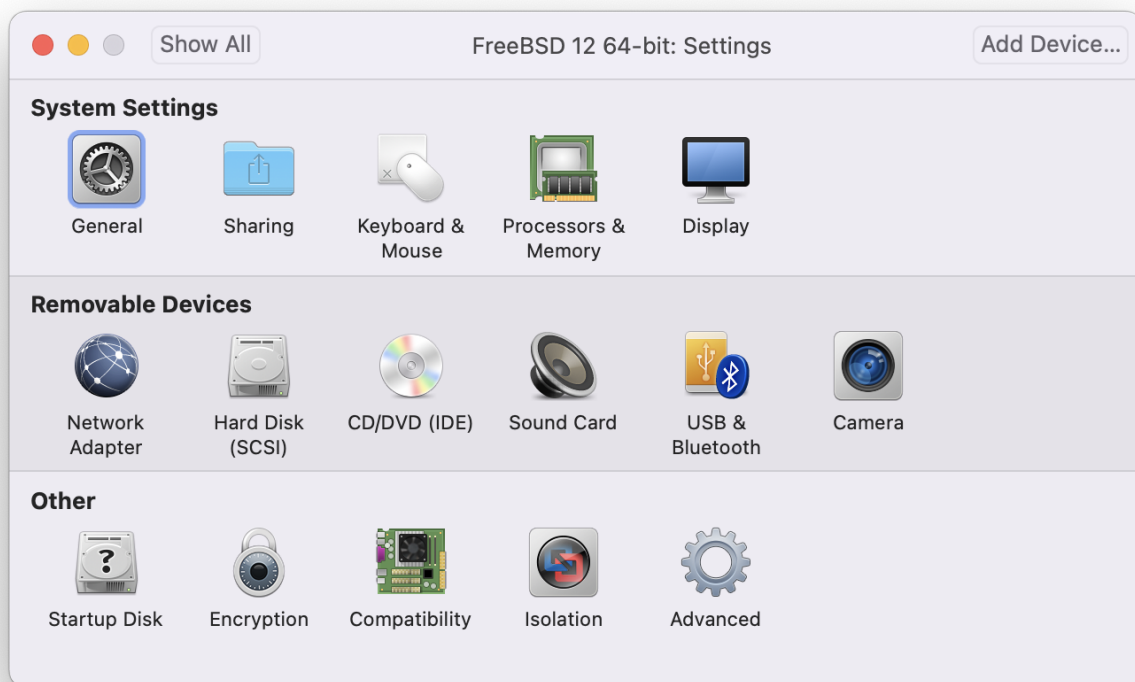 Show All
FreeBSD 12 64-bit: Settings
Add Device...
System Settings
General
Sharing
Keyboard &
Mouse
Processors &
Memory
Display
Removable Devices
Network
Adapter
Hard Disk
(SCSI)
CD/DVD (IDE)
Sound Card
USB &
Bluetooth
Camera
Other
?
Startup Disk
Encryption
Compatibility
Isolation
Advanced